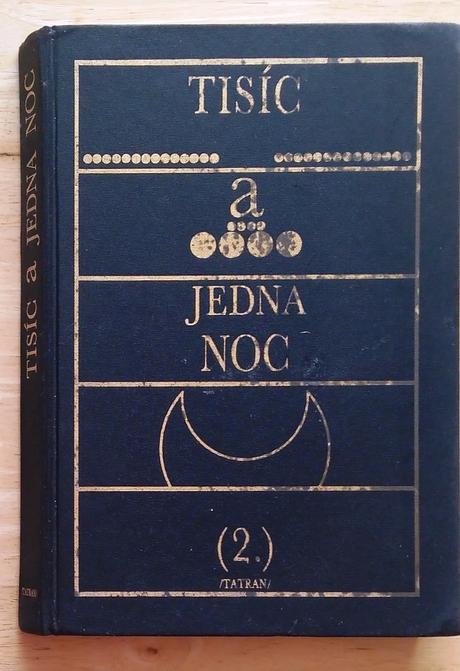 TISÍC
a
JEDNA
NOC
(2.)
/TATRAN/
TISÍC a JEDNA NOC
/TATRAN/